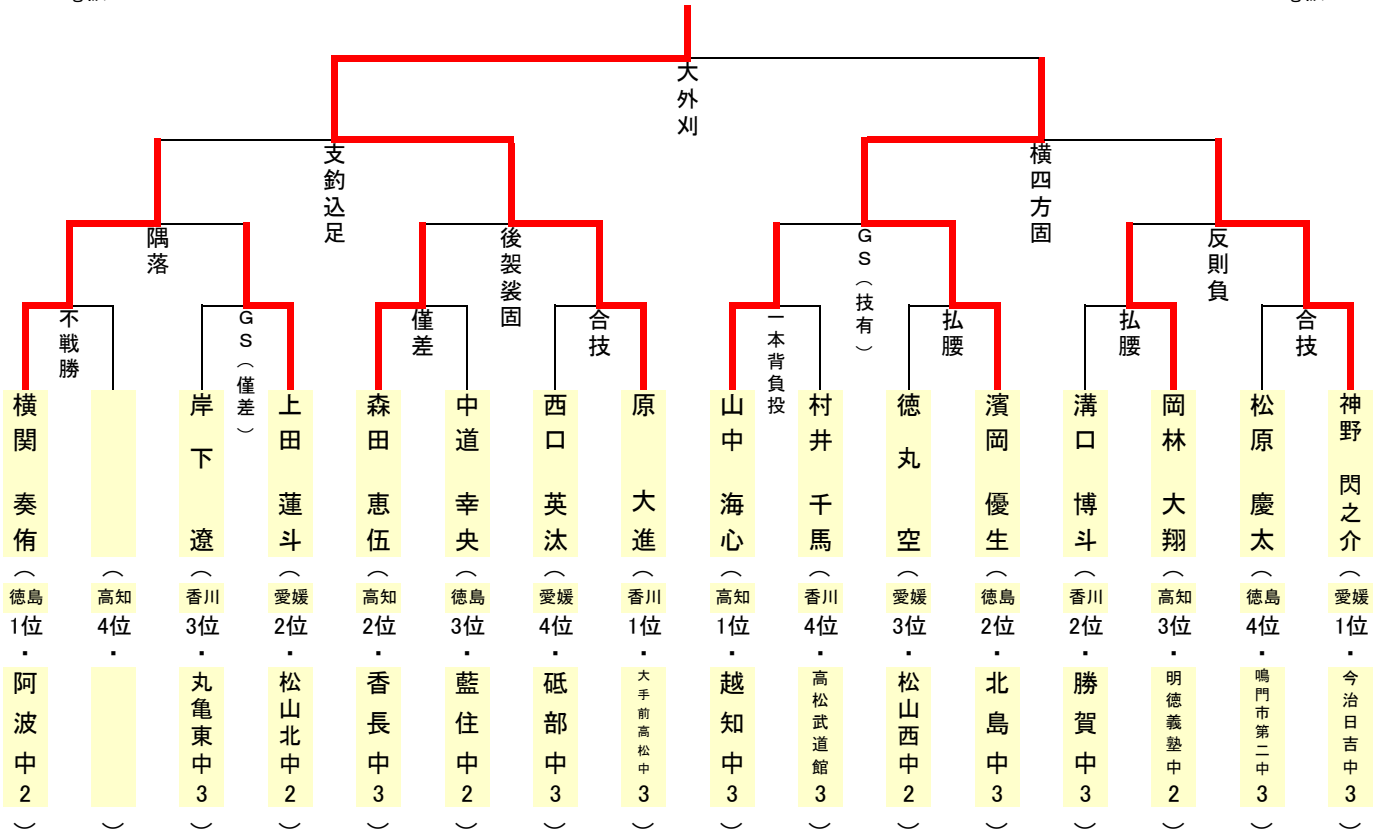 大外刈
支釣込足
横四方固
隅落
後袈裟固
GS（技有）
反則負
不戦勝
GS（僅差）
僅差
合技
一本背負投
払腰
払腰
合技
横関 奏侑（徳島1位・阿波中2）
（高知4位・）
岸下 遼（香川3位・丸亀東中3）
上田 蓮斗（愛媛2位・松山北中2）
森田 恵伍（高知2位・香長中3）
中道 幸央（徳島3位・藍住中2）
西口 英汰（愛媛4位・砥部中3）
原 大進（香川1位・大手前高松中3）
山中 海心（高知1位・越知中3）
村井 千馬（香川4位・高松武道館3）
徳丸 空（愛媛3位・松山西中2）
濱岡 優生（徳島2位・北島中3）
溝口 博斗（香川2位・勝賀中3）
岡林 大翔（高知3位・明徳義塾中2）
松原 慶太（徳島4位・鳴門市第二中3）
神野 閃之介（愛媛1位・今治日吉中3）